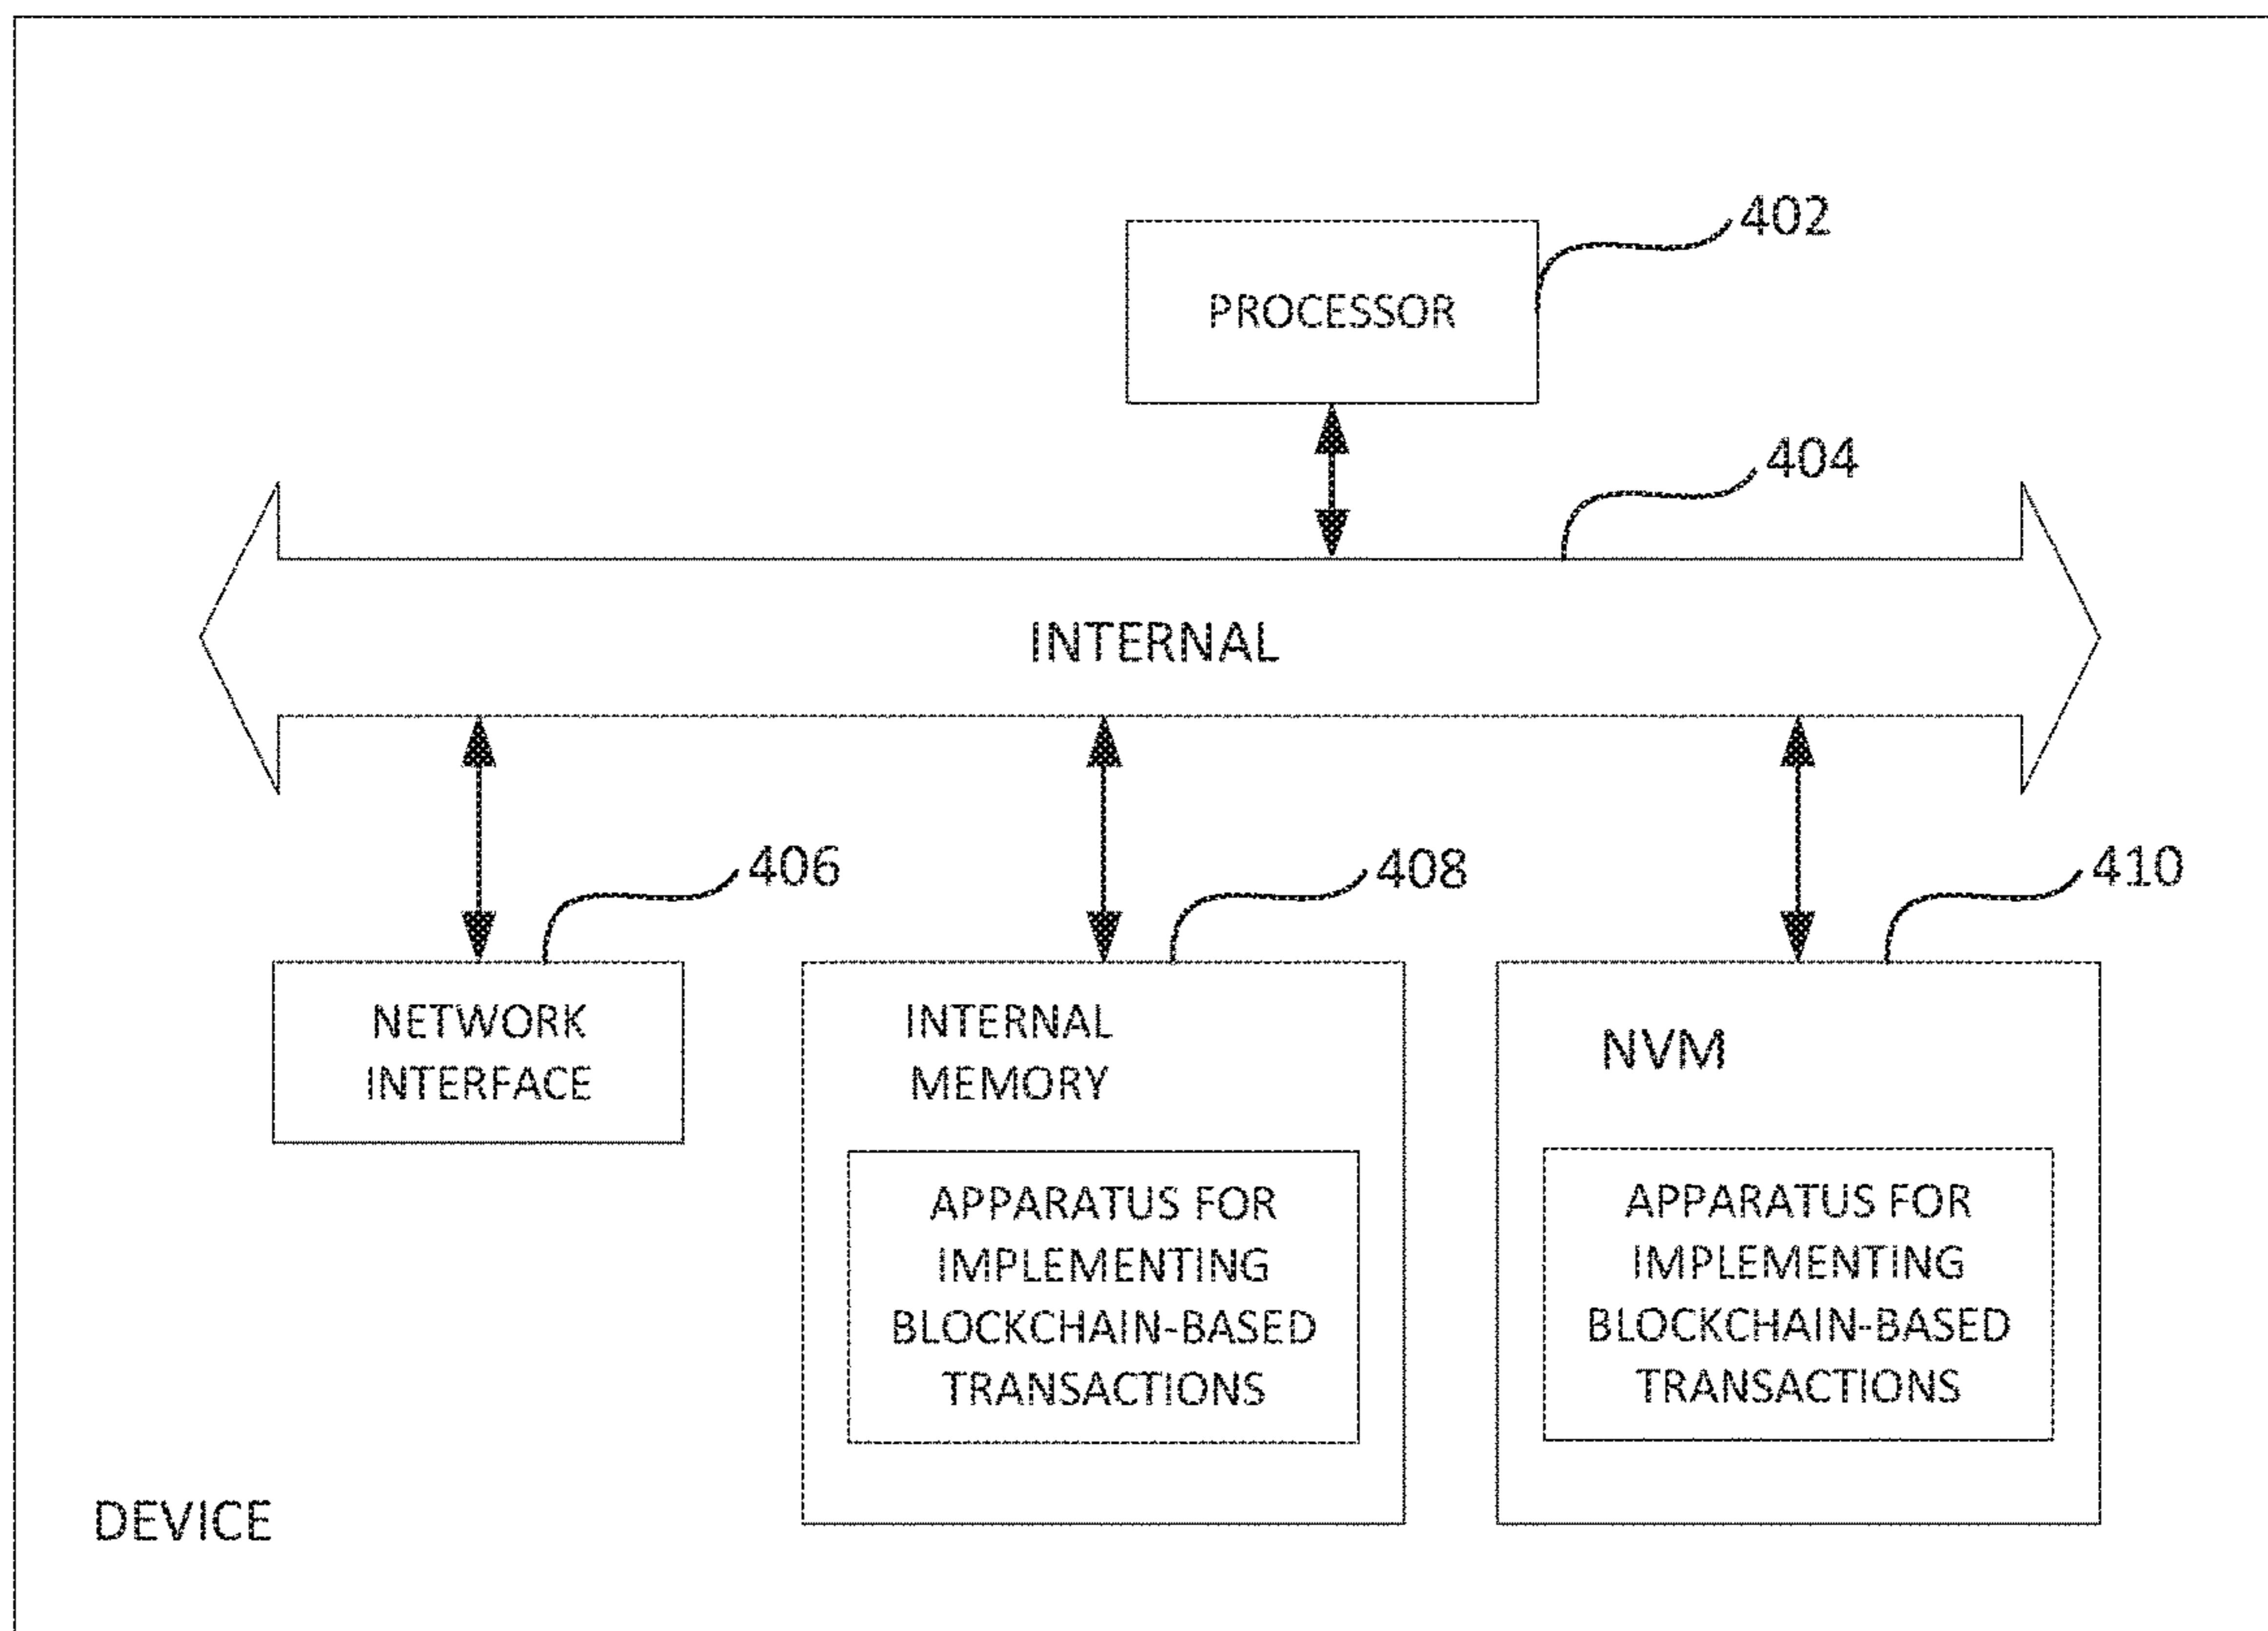 402
PROCESSOR
404
INTERNAL
406
408
410
NETWORK
INTERFACE
INTERNAL
MEMORY
NVM
APPARATUS FOR
IMPLEMENTING
BLOCKCHAIN-BASED
TRANSACTIONS
APPARATUS FOR
IMPLEMENTING
BLOCKCHAIN-BASED
TRANSACTIONS
DEVICE